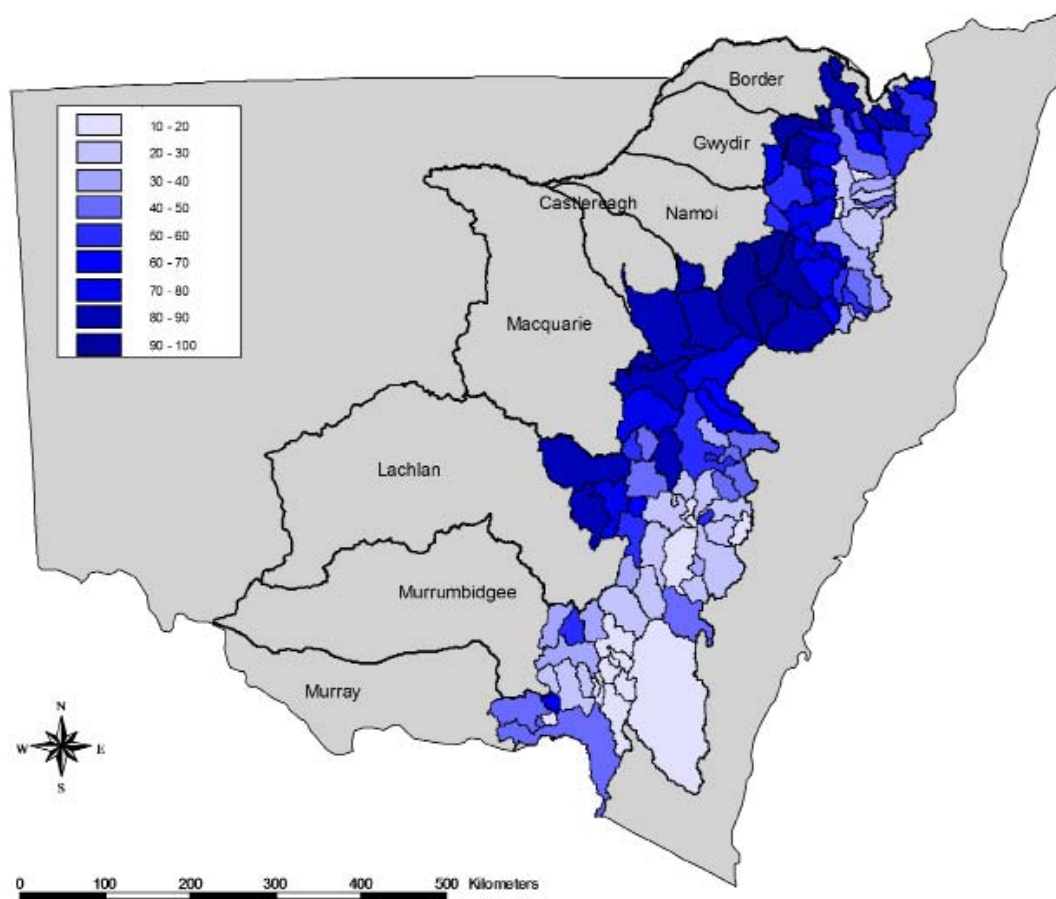 Border
10 - 20
20 - 30
30 - 40
40 - 50
50 - 60
60 - 70
70 - 80
80 - 90
90 - 100
Gwydir
Castlereagh
Namoi
Macquarie
Lachlan
Murrumbidgee
Murray
N
W E
S
0 100 200 300 400 500 Kilometers